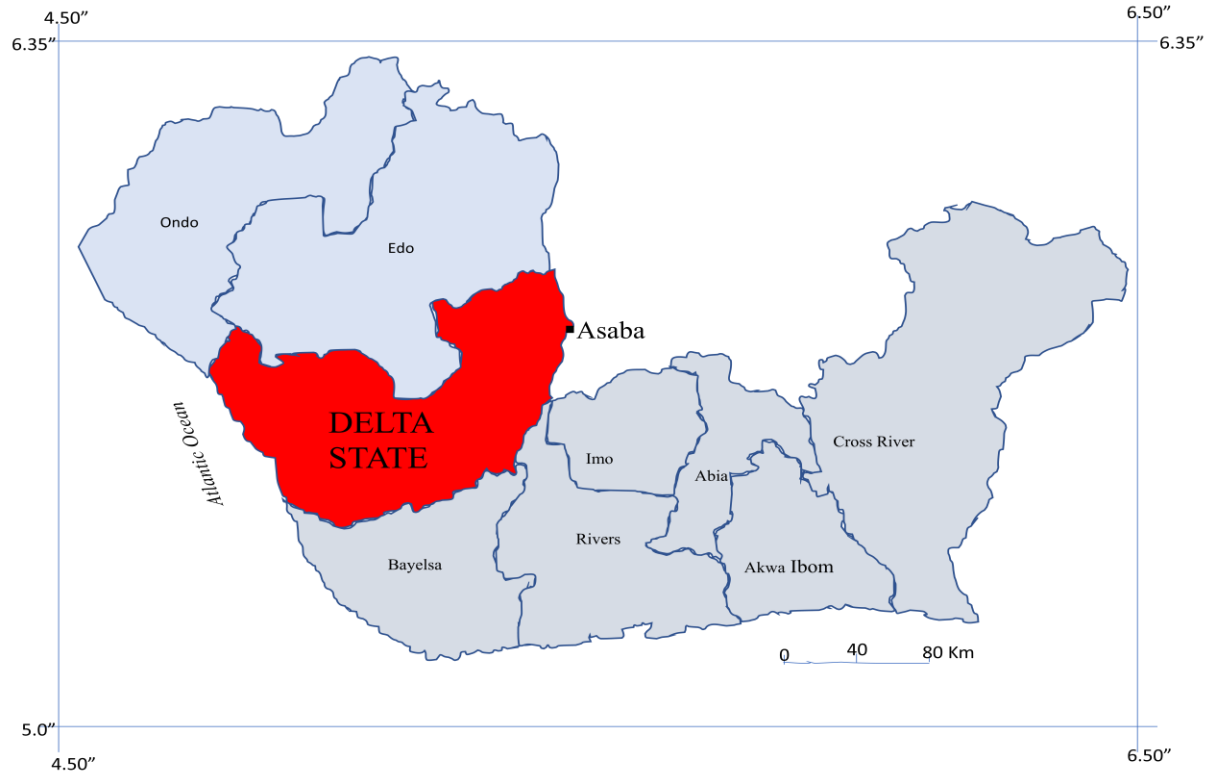 4.50”
6.50”
6.35”
6.35”
Ondo
Edo
Asaba
DELTA
STATE
Atlantic Ocean
Cross River
Imo
Abia
Rivers
Bayelsa
Akwa Ibom
0 40 80 Km
5.0”
4.50”
6.50”